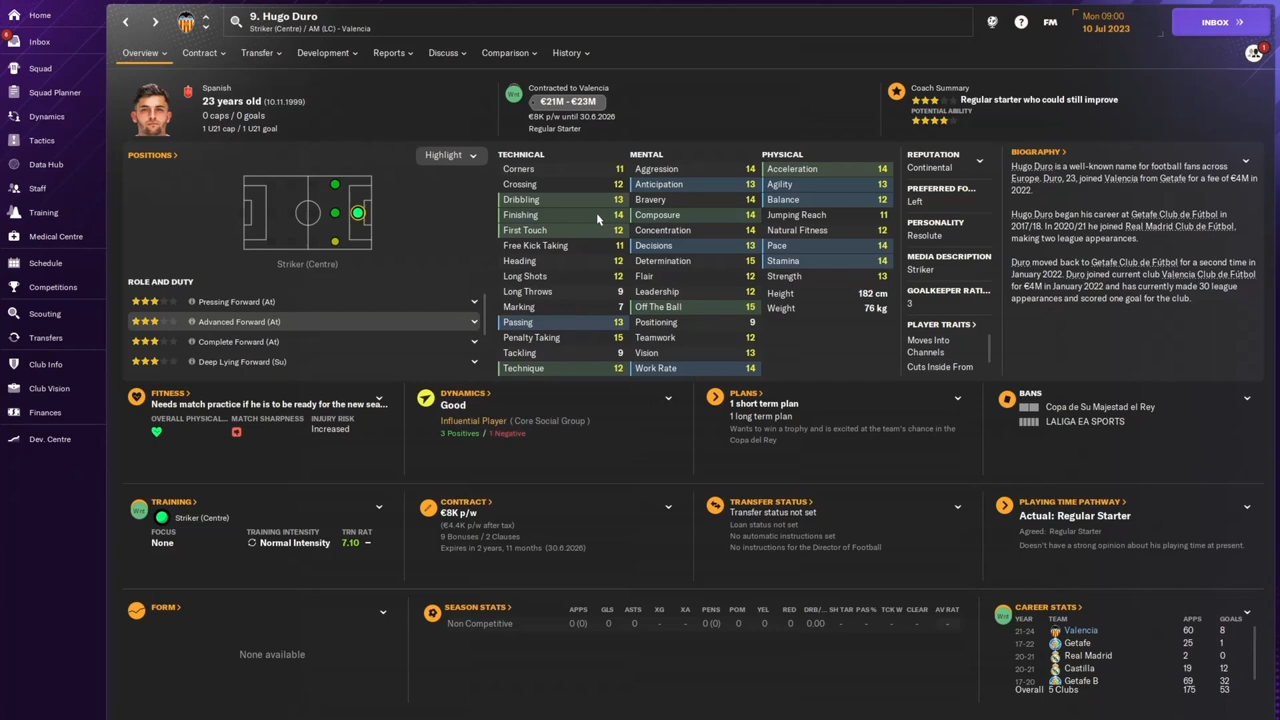 Home
6
Inbox
Squad
Squad Planner
Dynamics
Tactics
Data Hub
Staff
Training
Medical Centre
Schedule
Competitions
Scouting
Transfers
Club Info
Club Vision
Finances
Dev. Centre
9. Hugo Duro
Striker (Centre) / AM (LC) - Valencia
?
FM
Mon 09:00
10 Jul 2023
INBOX
1
Overview
Contract
Transfer
Development
Reports
Discuss
Comparison
History
Spanish
23 years old (10.11.1999)
0 caps / 0 goals
1 U21 cap / 1 U21 goal
Wnt
Contracted to Valencia
€21M - €23M
€8K p/w until 30.6.2026
Regular Starter
Coach Summary
Regular starter who could still improve
POTENTIAL ABILITY
POSITIONS
Highlight
Striker (Centre)
ROLE AND DUTY
Pressing Forward (At)
Advanced Forward (At)
Complete Forward (At)
Deep Lying Forward (Su)
TECHNICAL
Corners 11
Crossing 12
Dribbling 13
Finishing 14
First Touch 12
Free Kick Taking 11
Heading 12
Long Shots 12
Long Throws 9
Marking 7
Passing 13
Penalty Taking 15
Tackling 9
Technique 12
MENTAL
Aggression 14
Anticipation 13
Bravery 14
Composure 14
Concentration 14
Decisions 13
Determination 15
Flair 12
Leadership 12
Off The Ball 15
Positioning 9
Teamwork 12
Vision 13
Work Rate 14
PHYSICAL
Acceleration 14
Agility 13
Balance 12
Jumping Reach 11
Natural Fitness 12
Pace 14
Stamina 14
Strength 13
Height 182 cm
Weight 76 kg
REPUTATION
Continental
PREFERRED FO...
Left
PERSONALITY
Resolute
MEDIA DESCRIPTION
Striker
GOALKEEPER RATI...
3
PLAYER TRAITS
Moves Into
Channels
Cuts Inside From
BIOGRAPHY
Hugo Duro is a well-known name for football fans across
Europe. Duro, 23, joined Valencia from Getafe for a fee of €4M in
2022.
Hugo Duro began his career at Getafe Club de Fútbol in
2017/18. In 2020/21 he joined Real Madrid Club de Fútbol,
making two league appearances.
Duro moved back to Getafe Club de Fútbol for a second time in
January 2022. Duro joined current club Valencia Club de Fútbol
for €4M in January 2022 and has currently made 30 league
appearances and scored one goal for the club.
FITNESS
Needs match practice if he is to be ready for the new sea...
OVERALL PHYSICAL... MATCH SHARPNESS INJURY RISK
Increased
DYNAMICS
Good
Influential Player ( Core Social Group )
3 Positives / 1 Negative
PLANS
1 short term plan
1 long term plan
Wants to win a trophy and is excited at the team's chance in the
Copa del Rey
BANS
Copa de Su Majestad el Rey
LALIGA EA SPORTS
Wnt
TRAINING
Striker (Centre)
FOCUS TRAINING INTENSITY TRN RAT
None Normal Intensity 7.10 –
CONTRACT
€8K p/w
(€4.4K p/w after tax)
9 Bonuses / 2 Clauses
Expires in 2 years, 11 months (30.6.2026)
TRANSFER STATUS
Transfer status not set
Loan status not set
No automatic instructions set
No instructions for the Director of Football
PLAYING TIME PATHWAY
Actual: Regular Starter
Agreed: Regular Starter
Doesn't have a strong opinion about his playing time at present.
FORM
None available
SEASON STATS APPS GLS ASTS XG XA PENS POM YEL RED DRB/... SH TAR PAS % TCK W CLEAR AV RAT
Non Competitive 0 (0) 0 0 - - 0 (0) 0 0 0 0.00 - - - - -
Wnt
CAREER STATS
YEAR TEAM APPS GOALS
21-24 Valencia 60 8
17-22 Getafe 25 1
20-21 Real Madrid 2 0
20-21 Castilla 19 12
17-20 Getafe B 69 32
Overall 5 Clubs 175 53